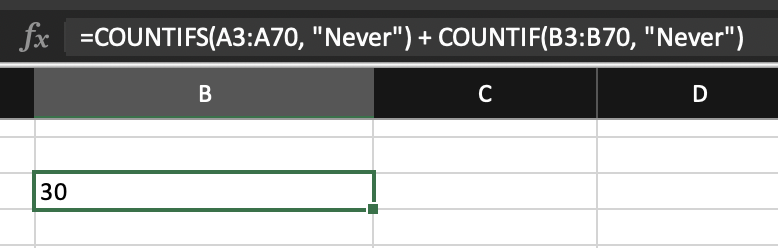 fx =COUNTIFS(A3:A70, "Never") + COUNTIF(B3:B70, "Never")
B C D
30